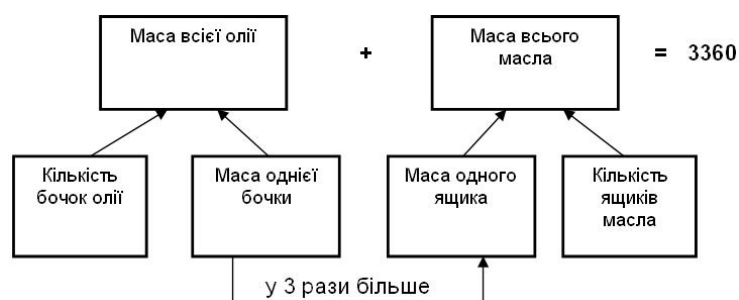 Маса всієї олії
+
Маса всього
масла
= 3360
Кількість
бочок олії
Маса однієї
бочки
Маса одного
ящика
Кількість
ящиків
масла
у 3 рази більше